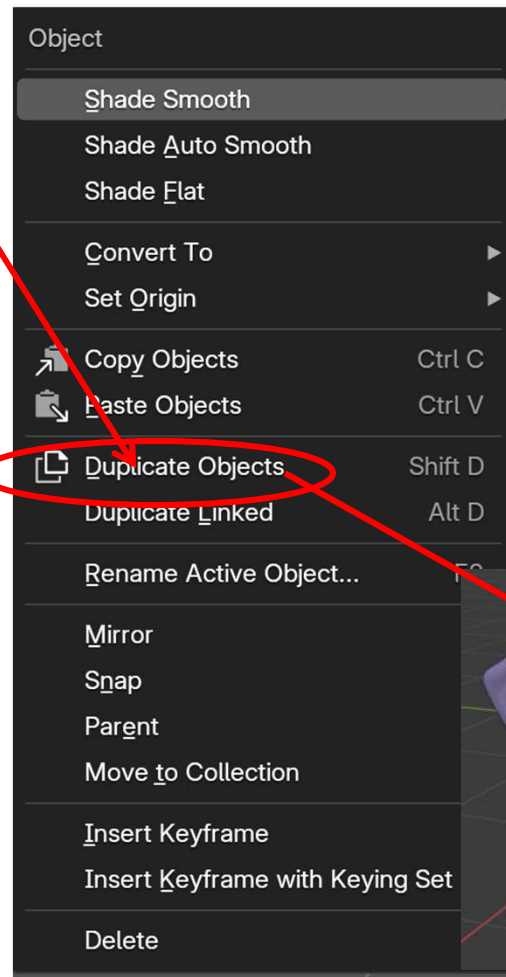 Object
Shade Smooth
Shade Auto Smooth
Shade Flat
Convert To
Set Origin
Copy Objects Ctrl C
Paste Objects Ctrl V
Duplicate Objects Shift D
Duplicate Linked Alt D
Rename Active Object...
Mirror
Snap
Parent
Move to Collection
Insert Keyframe
Insert Keyframe with Keying Set
Delete